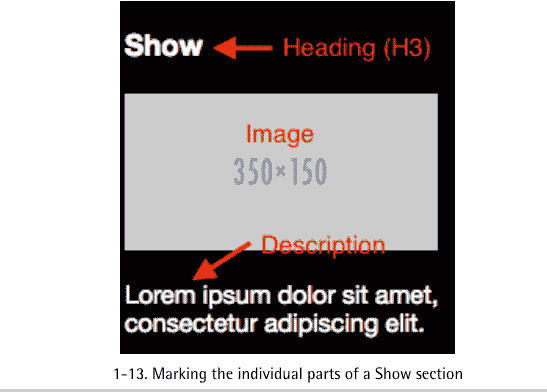 Show Heading (H3)
Image
350×150
Description
Lorem ipsum dolor sit amet,
consectetur adipiscing elit.
1-13. Marking the individual parts of a Show section